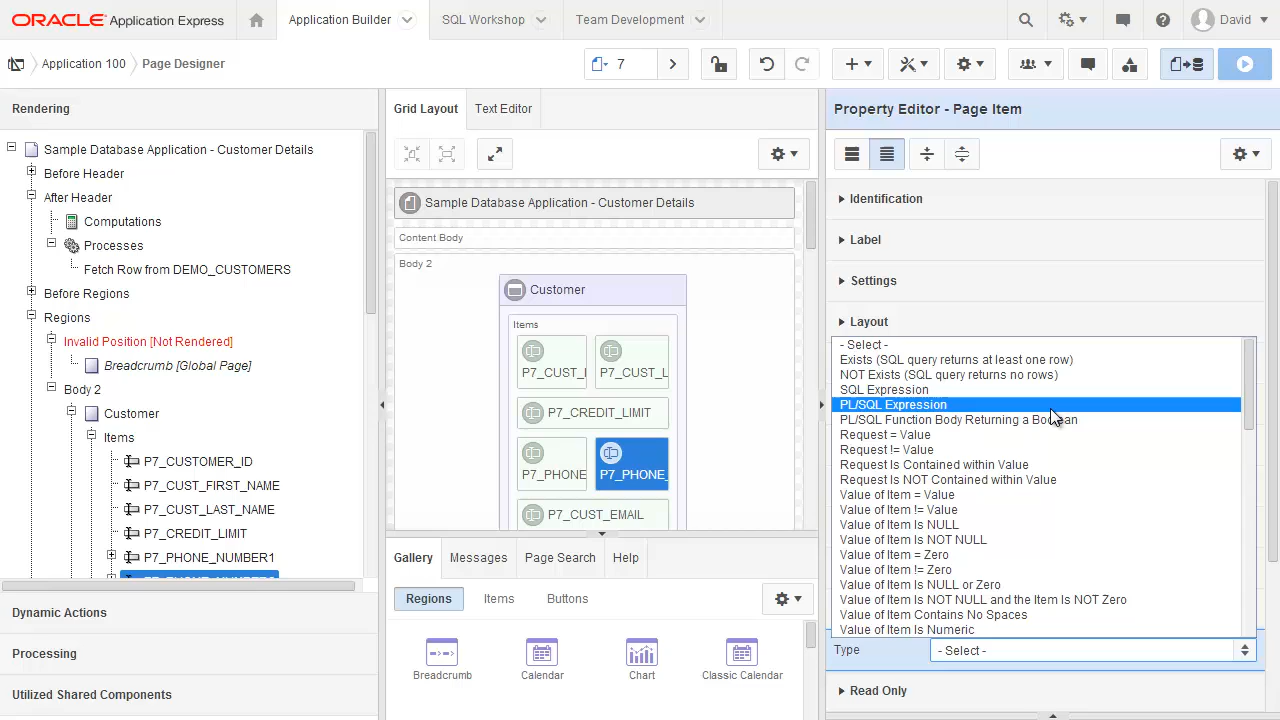 ORACLE Application Express
Application Builder
SQL Workshop
Team Development
David
Application 100
Page Designer
7
Rendering
Sample Database Application - Customer Details
Before Header
After Header
Computations
Processes
Fetch Row from DEMO_CUSTOMERS
Before Regions
Regions
Invalid Position [Not Rendered]
Breadcrumb [Global Page]
Body 2
Customer
Items
P7_CUSTOMER_ID
P7_CUST_FIRST_NAME
P7_CUST_LAST_NAME
P7_CREDIT_LIMIT
P7_PHONE_NUMBER1
Dynamic Actions
Processing
Utilized Shared Components
Grid Layout
Text Editor
Sample Database Application - Customer Details
Content Body
Body 2
Customer
Items
P7_CUST_
P7_CUST_L
P7_CREDIT_LIMIT
P7_PHONE
P7_PHONE_
P7_CUST_EMAIL
Gallery
Messages
Page Search
Help
Regions
Items
Buttons
Breadcrumb
Calendar
Chart
Classic Calendar
Property Editor - Page Item
Identification
Label
Settings
Layout
- Select -
Exists (SQL query returns at least one row)
NOT Exists (SQL query returns no rows)
SQL Expression
PL/SQL Expression
PL/SQL Function Body Returning a Boolean
Request = Value
Request != Value
Request Is Contained within Value
Request Is NOT Contained within Value
Value of Item = Value
Value of Item != Value
Value of Item Is NULL
Value of Item Is NOT NULL
Value of Item = Zero
Value of Item != Zero
Value of Item Is NULL or Zero
Value of Item Is NOT NULL and the Item Is NOT Zero
Value of Item Contains No Spaces
Value of Item Is Numeric
Type
- Select -
Read Only